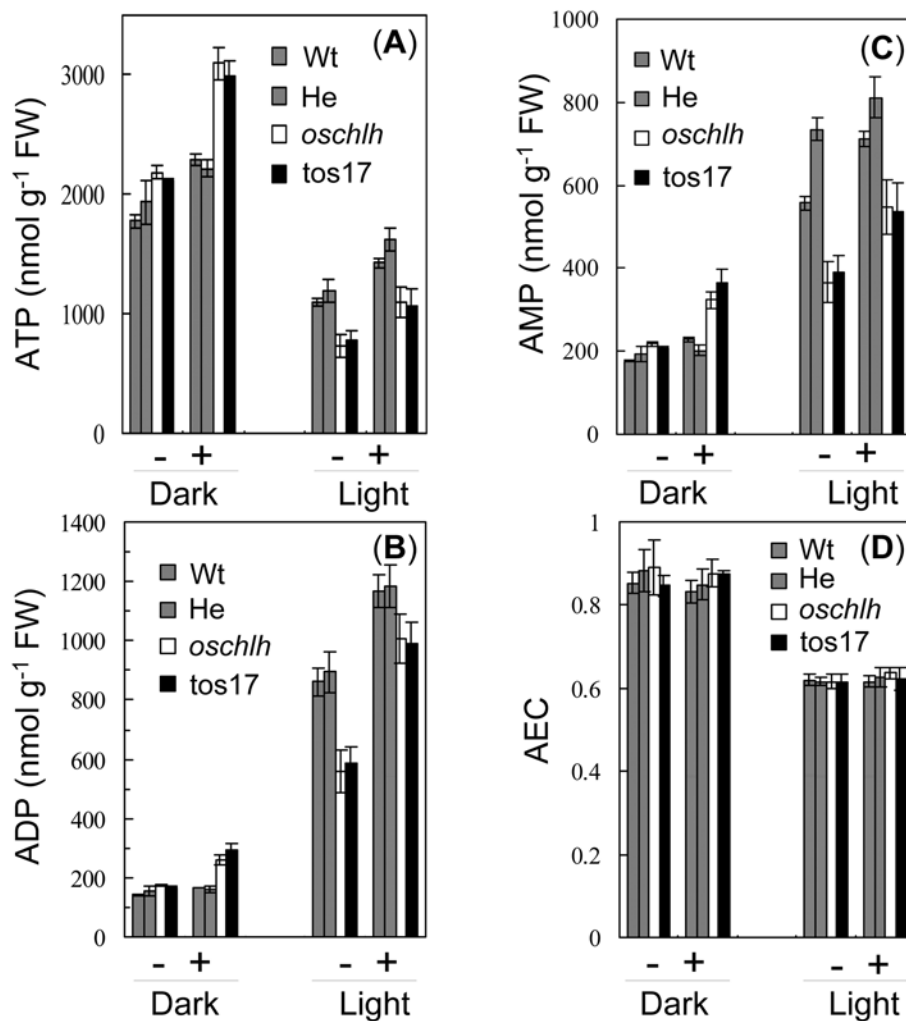 (A)
ATP (nmol g⁻¹ FW)
3000
2000
1000
0
Wt
He
oschlh
tos17
- + - +
Dark Light
(C)
AMP (nmol g⁻¹ FW)
1000
800
600
400
200
0
Wt
He
oschlh
tos17
- + - +
Dark Light
(B)
ADP (nmol g⁻¹ FW)
1400
1200
1000
800
600
400
200
0
Wt
He
oschlh
tos17
- + - +
Dark Light
(D)
AEC
1
0.8
0.6
0.4
0.2
0
Wt
He
oschlh
tos17
- + - +
Dark Light